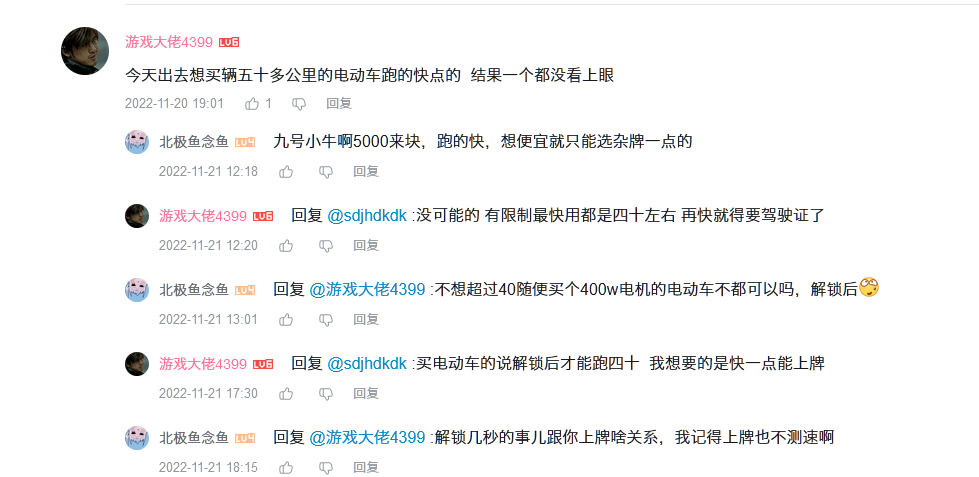 游戏大佬4399 LV6
今天出去想买辆五十多公里的电动车跑的快点的 结果一个都没看上眼
2022-11-20 19:01 1 回复
北极鱼念鱼 LV4 九号小牛啊5000来块，跑的快，想便宜就只能选杂牌一点的
2022-11-21 12:18 回复
游戏大佬4399 LV6 回复 @sdjhdkdk :没可能的 有限制最快用都是四十左右 再快就得要驾驶证了
2022-11-21 12:20 回复
北极鱼念鱼 LV4 回复 @游戏大佬4399 :不想超过40随便买个400w电机的电动车不都可以吗，解锁后
2022-11-21 13:01 回复
游戏大佬4399 LV6 回复 @sdjhdkdk :买电动车的说解锁后才能跑四十 我想要的是快一点能上牌
2022-11-21 17:30 回复
北极鱼念鱼 LV4 回复 @游戏大佬4399 :解锁几秒的事儿跟你上牌啥关系，我记得上牌也不测速啊
2022-11-21 18:15 回复